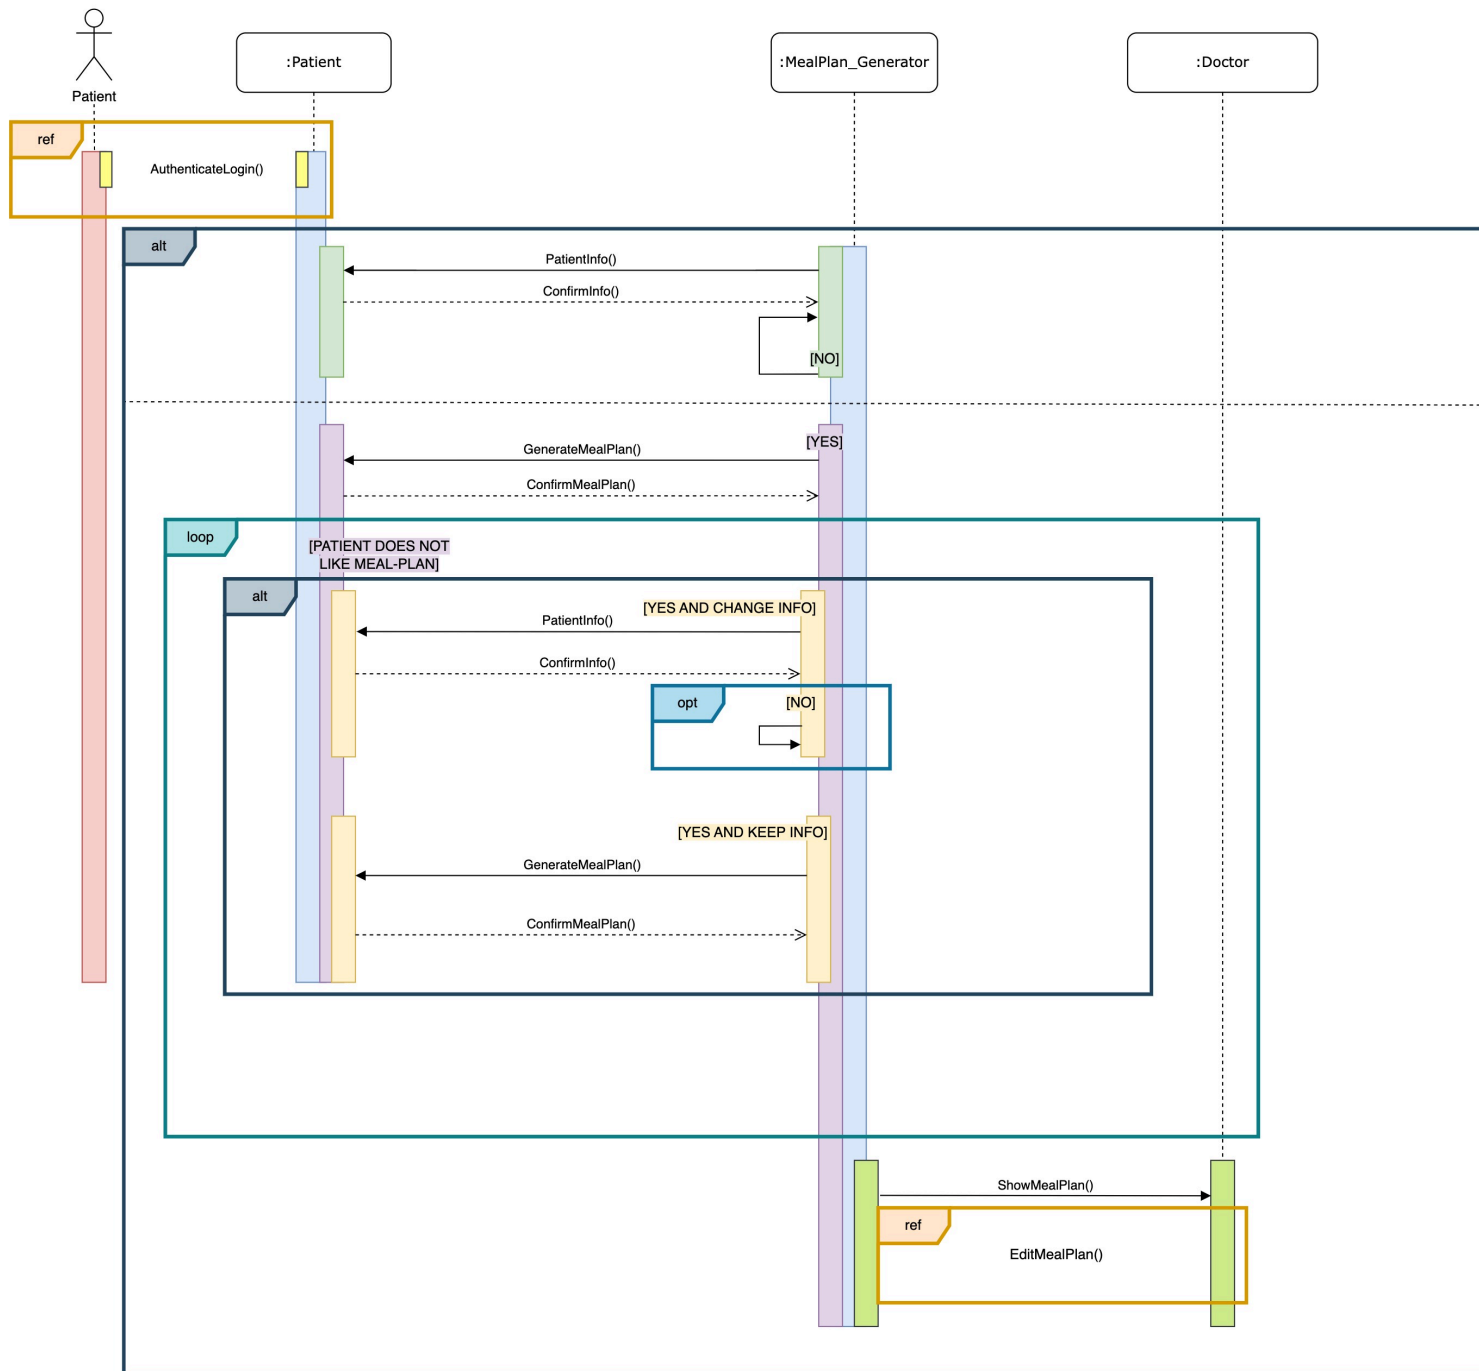 Patient
:Patient
:MealPlan_Generator
:Doctor
ref
AuthenticateLogin()
alt
PatientInfo()
ConfirmInfo()
[NO]
[YES]
GenerateMealPlan()
ConfirmMealPlan()
loop
[PATIENT DOES NOT
LIKE MEAL-PLAN]
alt
[YES AND CHANGE INFO]
PatientInfo()
ConfirmInfo()
opt
[NO]
[YES AND KEEP INFO]
GenerateMealPlan()
ConfirmMealPlan()
ShowMealPlan()
ref
EditMealPlan()